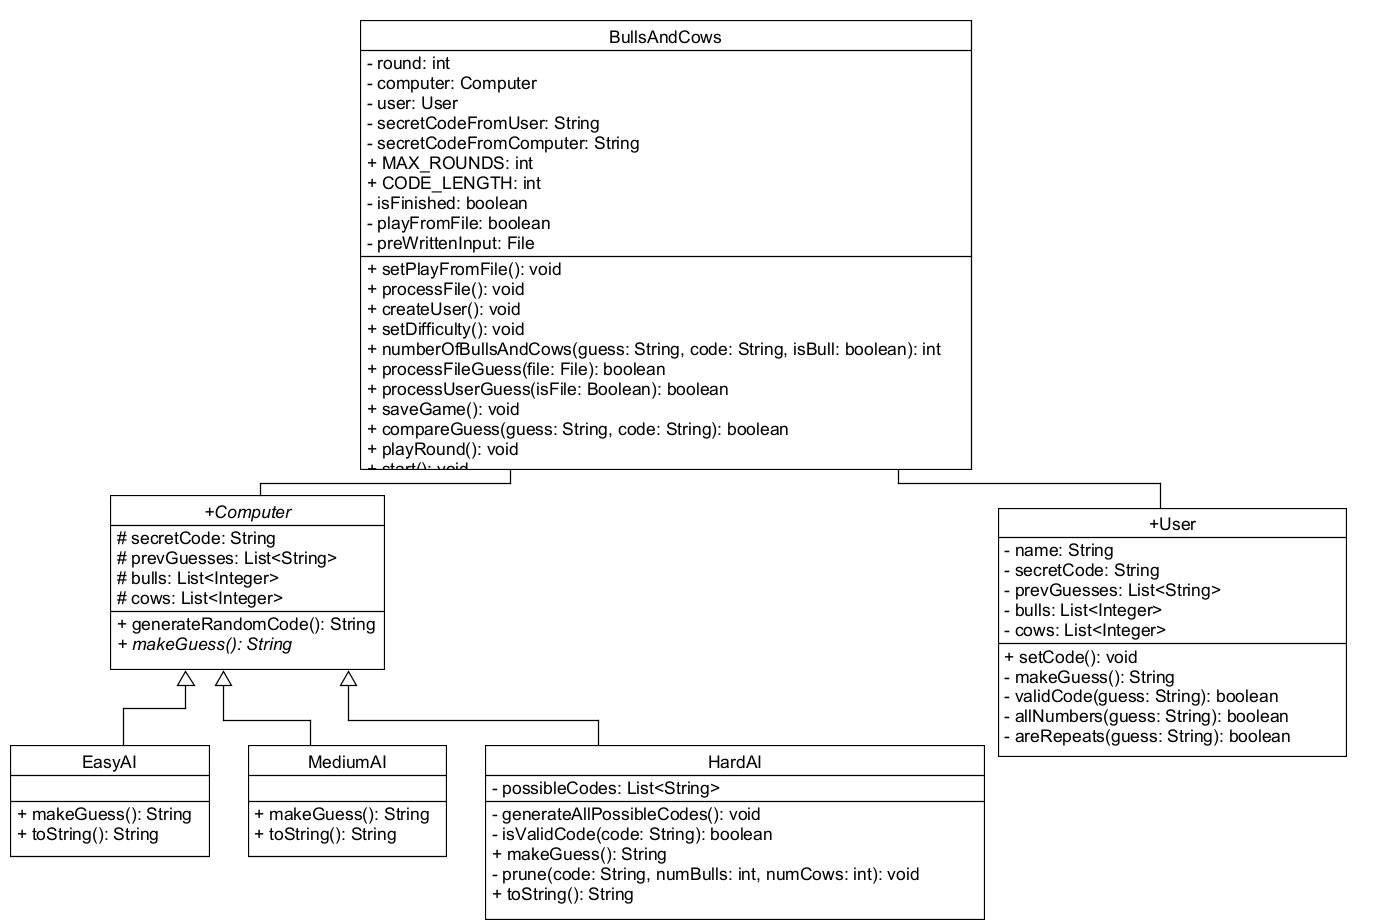 BullsAndCows
- round: int
- computer: Computer
- user: User
- secretCodeFromUser: String
- secretCodeFromComputer: String
+ MAX_ROUNDS: int
+ CODE_LENGTH: int
- isFinished: boolean
- playFromFile: boolean
- preWrittenInput: File
+ setPlayFromFile(): void
+ processFile(): void
+ createUser(): void
+ setDifficulty(): void
+ numberOfBullsAndCows(guess: String, code: String, isBull: boolean): int
+ processFileGuess(file: File): boolean
+ processUserGuess(isFile: Boolean): boolean
+ saveGame(): void
+ compareGuess(guess: String, code: String): boolean
+ playRound(): void
+ start(): void
+Computer
# secretCode: String
# prevGuesses: List<String>
# bulls: List<Integer>
# cows: List<Integer>
+ generateRandomCode(): String
+ makeGuess(): String
+User
- name: String
- secretCode: String
- prevGuesses: List<String>
- bulls: List<Integer>
- cows: List<Integer>
+ setCode(): void
- makeGuess(): String
- validCode(guess: String): boolean
- allNumbers(guess: String): boolean
- areRepeats(guess: String): boolean
EasyAI
+ makeGuess(): String
+ toString(): String
MediumAI
+ makeGuess(): String
+ toString(): String
HardAI
- possibleCodes: List<String>
- generateAllPossibleCodes(): void
- isValidCode(code: String): boolean
+ makeGuess(): String
- prune(code: String, numBulls: int, numCows: int): void
+ toString(): String